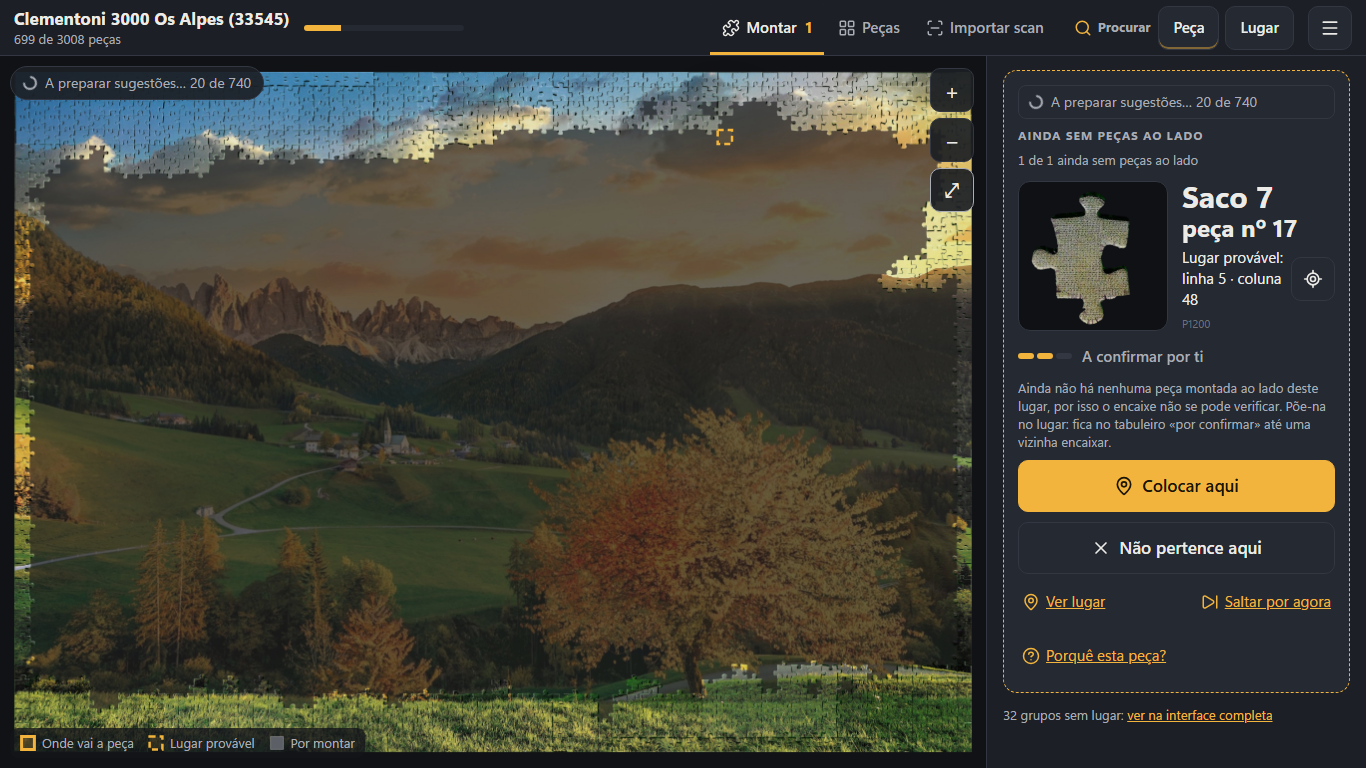 Clementoni 3000 Os Alpes (33545)
699 de 3008 peças
Montar 1
Peças
Importar scan
Procurar
Peça
Lugar
A preparar sugestões... 20 de 740
A preparar sugestões... 20 de 740
AINDA SEM PEÇAS AO LADO
1 de 1 ainda sem peças ao lado
Saco 7
peça nº 17
Lugar provável:
linha 5 · coluna
48
P1200
A confirmar por ti
Ainda não há nenhuma peça montada ao lado deste
lugar, por isso o encaixe não se pode verificar. Põe-na
no lugar: fica no tabuleiro «por confirmar» até uma
vizinha encaixar.
Colocar aqui
Não pertence aqui
Ver lugar
Saltar por agora
Porquê esta peça?
32 grupos sem lugar: ver na interface completa
Onde vai a peça
Lugar provável
Por montar